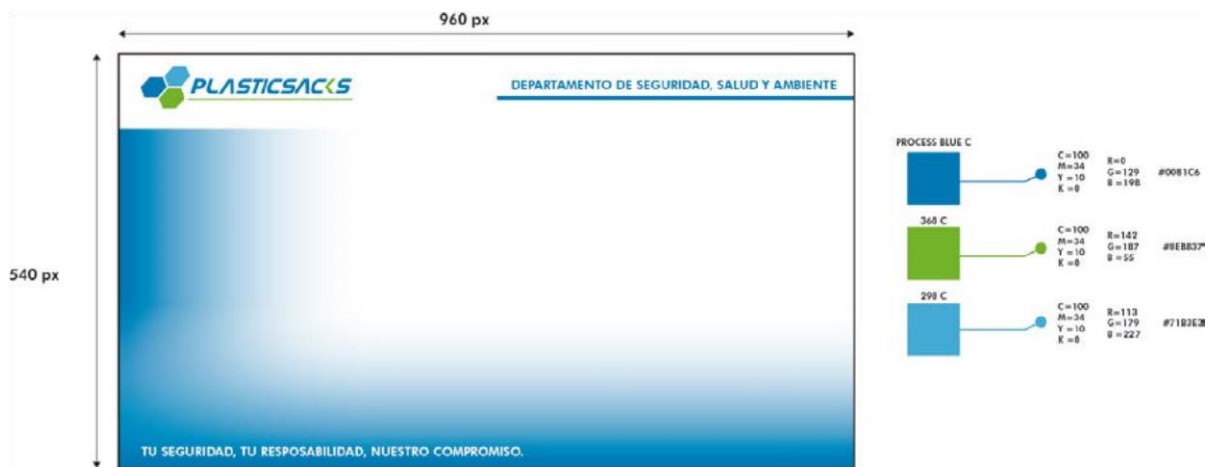 960 px
PLASTICSACKS
DEPARTAMENTO DE SEGURIDAD, SALUD Y AMBIENTE
540 px
TU SEGURIDAD, TU RESPOSABILIDAD, NUESTRO COMPROMISO.
PROCESS BLUE C
C=100
M=34
Y =10
K =0
R=0
G=129
B =198
#0081C6
368 C
C=100
M=34
Y =10
K =0
R=142
G=187
B =55
#8EBB37
298 C
C=100
M=34
Y =10
K =0
R=113
G=179
B =227